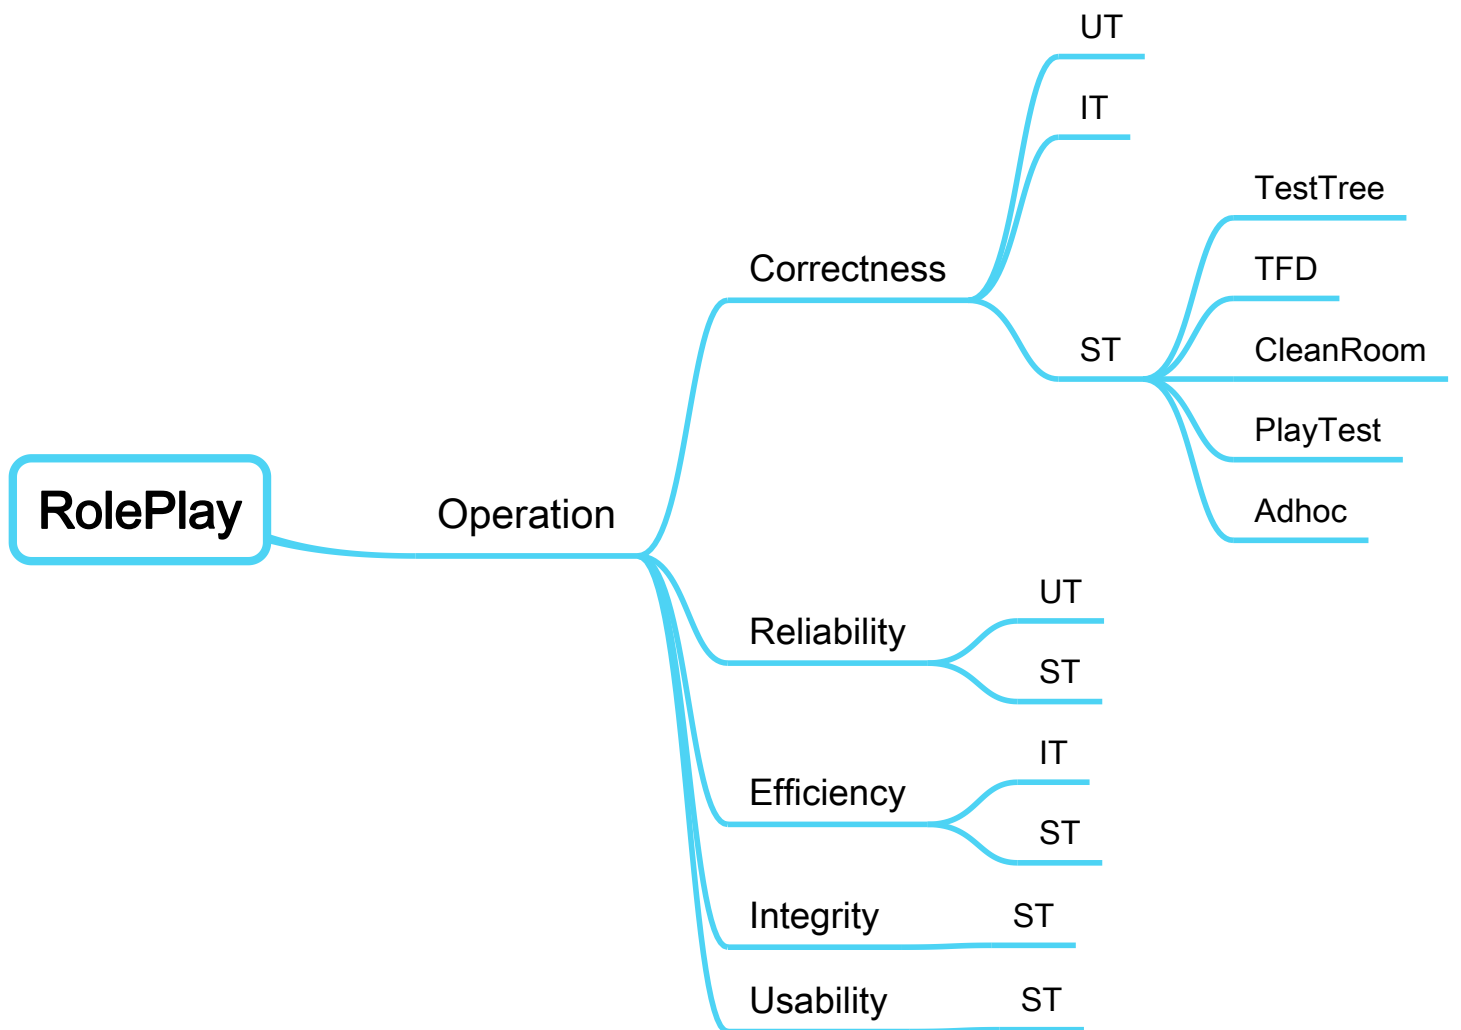 RolePlay
Operation
Correctness
UT
IT
ST
TestTree
TFD
CleanRoom
PlayTest
Adhoc
Reliability
UT
ST
Efficiency
IT
ST
Integrity
ST
Usability
ST